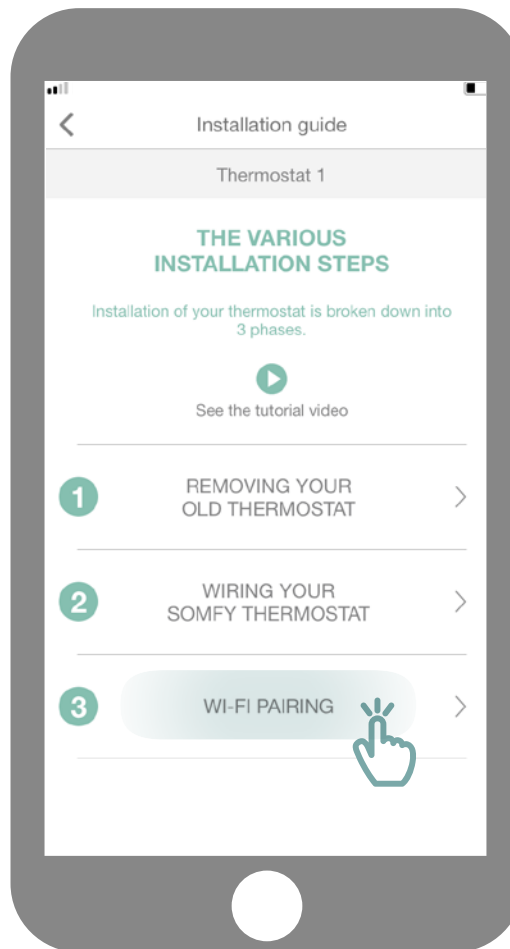 Installation guide
Thermostat 1
THE VARIOUS
INSTALLATION STEPS
Installation of your thermostat is broken down into
3 phases.
See the tutorial video
1
REMOVING YOUR
OLD THERMOSTAT
2
WIRING YOUR
SOMFY THERMOSTAT
3
WI-FI PAIRING